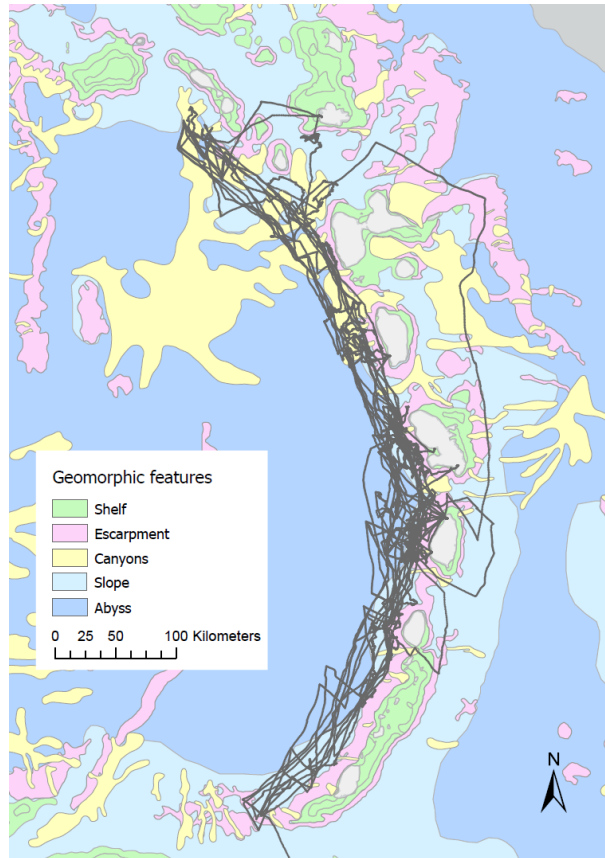 Geomorphic features
Shelf
Escarpment
Canyons
Slope
Abyss
0 25 50 100 Kilometers
N